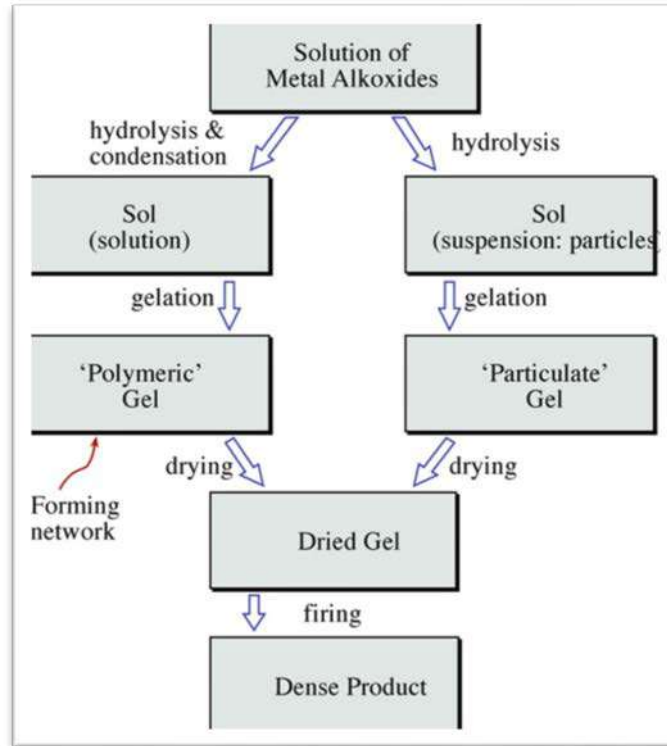 Solution of
Metal Alkoxides
hydrolysis &
condensation
hydrolysis
Sol
(solution)
Sol
(suspension: particles
gelation
gelation
‘Polymeric’
Gel
‘Particulate’
Gel
drying
drying
Forming
network
Dried Gel
firing
Dense Product